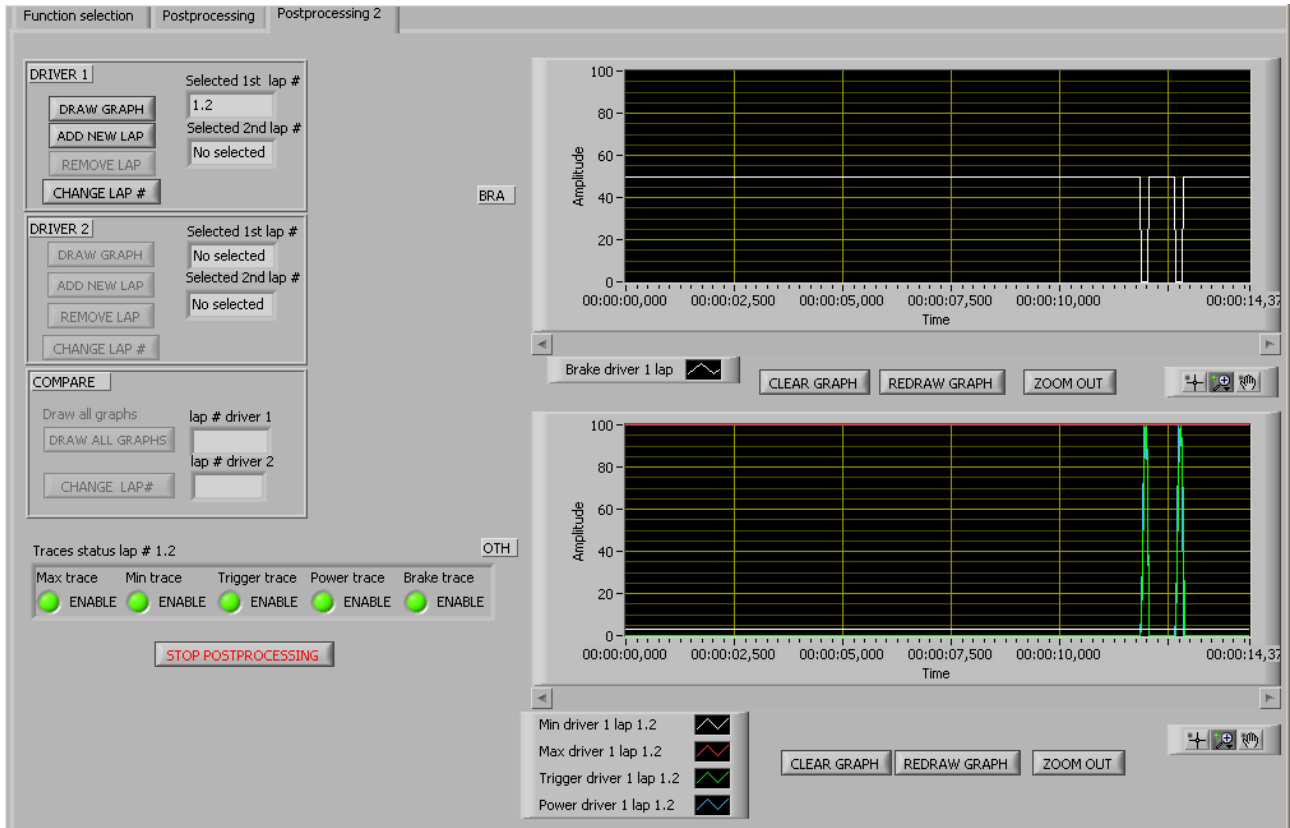 Function selection
Postprocessing
Postprocessing 2
DRIVER 1
Selected 1st lap #
DRAW GRAPH
1.2
ADD NEW LAP
Selected 2nd lap #
No selected
REMOVE LAP
CHANGE LAP #
DRIVER 2
Selected 1st lap #
DRAW GRAPH
No selected
ADD NEW LAP
Selected 2nd lap #
No selected
REMOVE LAP
CHANGE LAP #
COMPARE
Draw all graphs
lap # driver 1
DRAW ALL GRAPHS
lap # driver 2
CHANGE LAP#
Traces status lap # 1.2
Max trace
Min trace
Trigger trace
Power trace
Brake trace
ENABLE
ENABLE
ENABLE
ENABLE
ENABLE
STOP POSTPROCESSING
BRA
Amplitude
100
80
60
40
20
0
00:00:00,000
00:00:02,500
00:00:05,000
00:00:07,500
00:00:10,000
00:00:14,37
Time
Brake driver 1 lap
CLEAR GRAPH
REDRAW GRAPH
ZOOM OUT
OTH
Amplitude
100
80
60
40
20
0
00:00:00,000
00:00:02,500
00:00:05,000
00:00:07,500
00:00:10,000
00:00:14,37
Time
Min driver 1 lap 1.2
Max driver 1 lap 1.2
Trigger driver 1 lap 1.2
Power driver 1 lap 1.2
CLEAR GRAPH
REDRAW GRAPH
ZOOM OUT